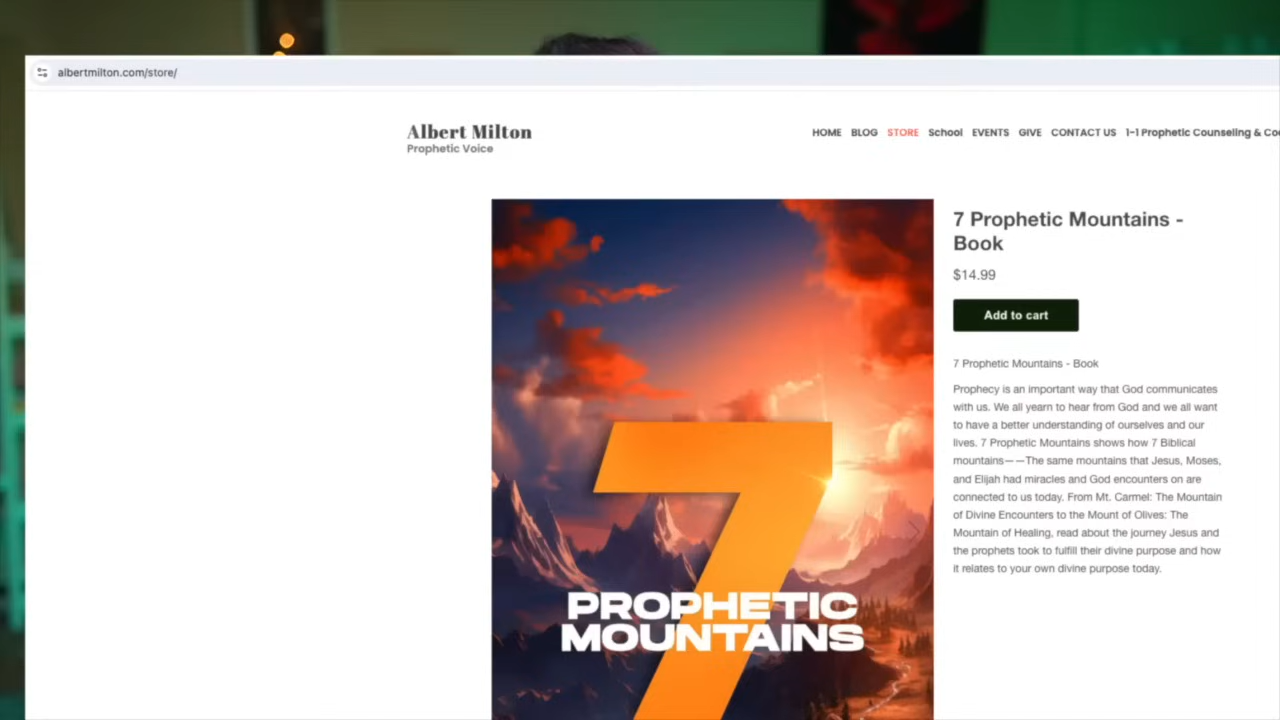 albertmilton.com/store/
Albert Milton
Prophetic Voice
HOME BLOG STORE School EVENTS GIVE CONTACT US 1-1 Prophetic Counseling &
7 Prophetic Mountains -
Book
$14.99
Add to cart
7 Prophetic Mountains - Book
Prophecy is an important way that God communicates
with us. We all yearn to hear from God and we all want
to have a better understanding of ourselves and our
lives. 7 Prophetic Mountains shows how 7 Biblical
mountains——The same mountains that Jesus, Moses,
and Elijah had miracles and God encounters on are
connected to us today. From Mt. Carmel: The Mountain
of Divine Encounters to the Mount of Olives: The
Mountain of Healing, read about the journey Jesus and
the prophets took to fulfill their divine purpose and how
it relates to your own divine purpose today.
7
PROPHETIC
MOUNTAINS